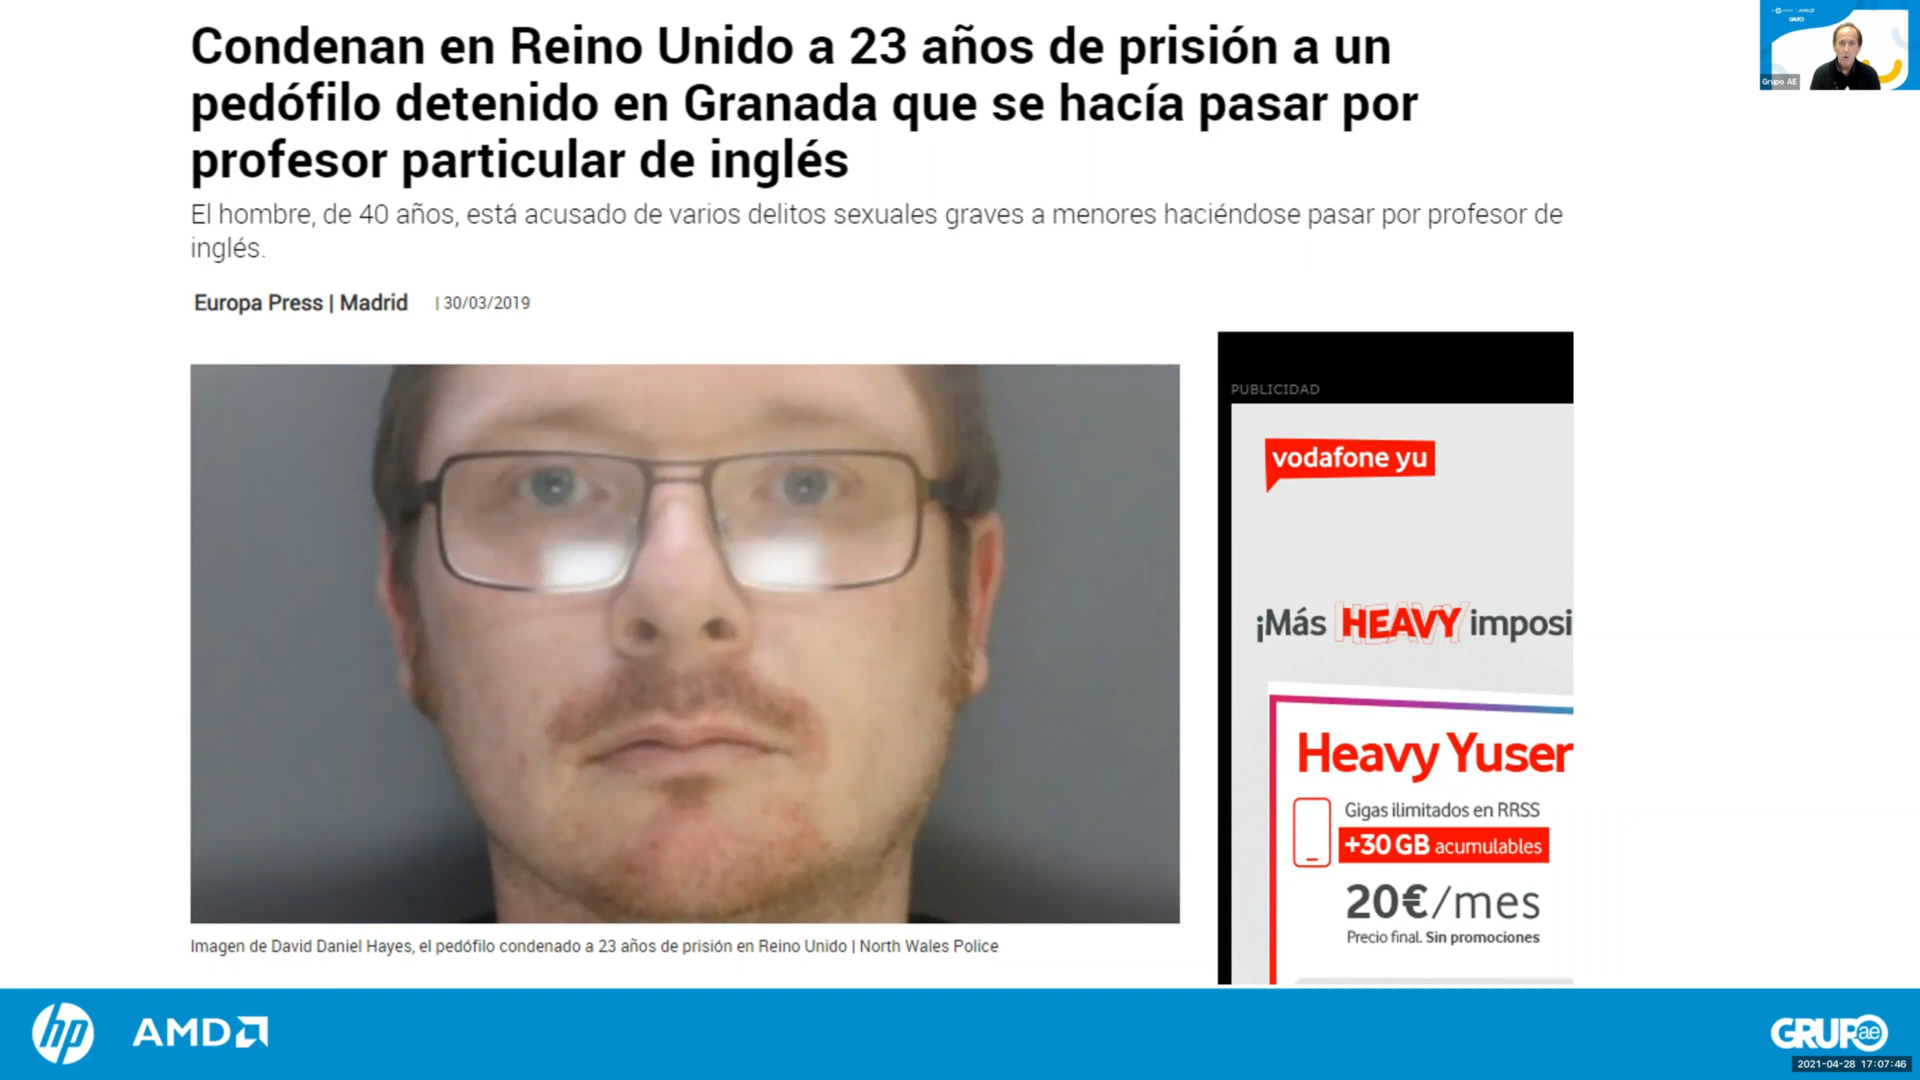 Condenan en Reino Unido a 23 años de prisión a un
pedófilo detenido en Granada que se hacía pasar por
profesor particular de inglés
El hombre, de 40 años, está acusado de varios delitos sexuales graves a menores haciéndose pasar por profesor de
inglés.
Europa Press | Madrid | 30/03/2019
PUBLICIDAD
vodafone yu
¡Más HEAVY imposi
Heavy Yuser
Gigas ilimitados en RRSS
+30 GB acumulables
20€/mes
Precio final. Sin promociones
Imagen de David Daniel Hayes, el pedófilo condenado a 23 años de prisión en Reino Unido | North Wales Police
hp AMD
GRUPO ae
2021-04-28 17:07:46
Grupo AE